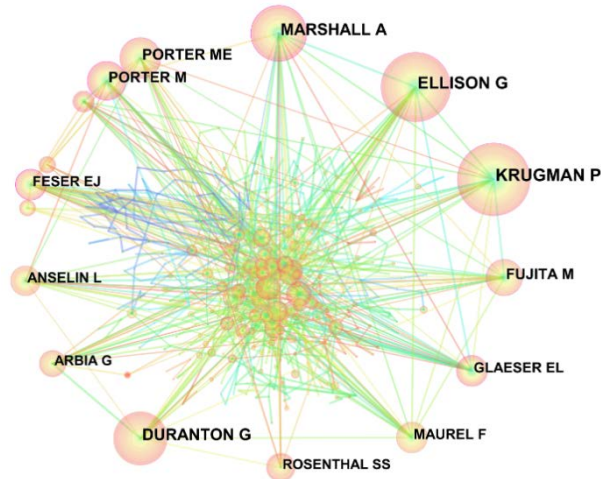 MARSHALL A
PORTER ME
PORTER M
ELLISON G
KRUGMAN P
FESER EJ
ANSELIN L
FUJITA M
ARBIA G
GLAESER EL
DURANTON G
MAUREL F
ROSENTHAL SS